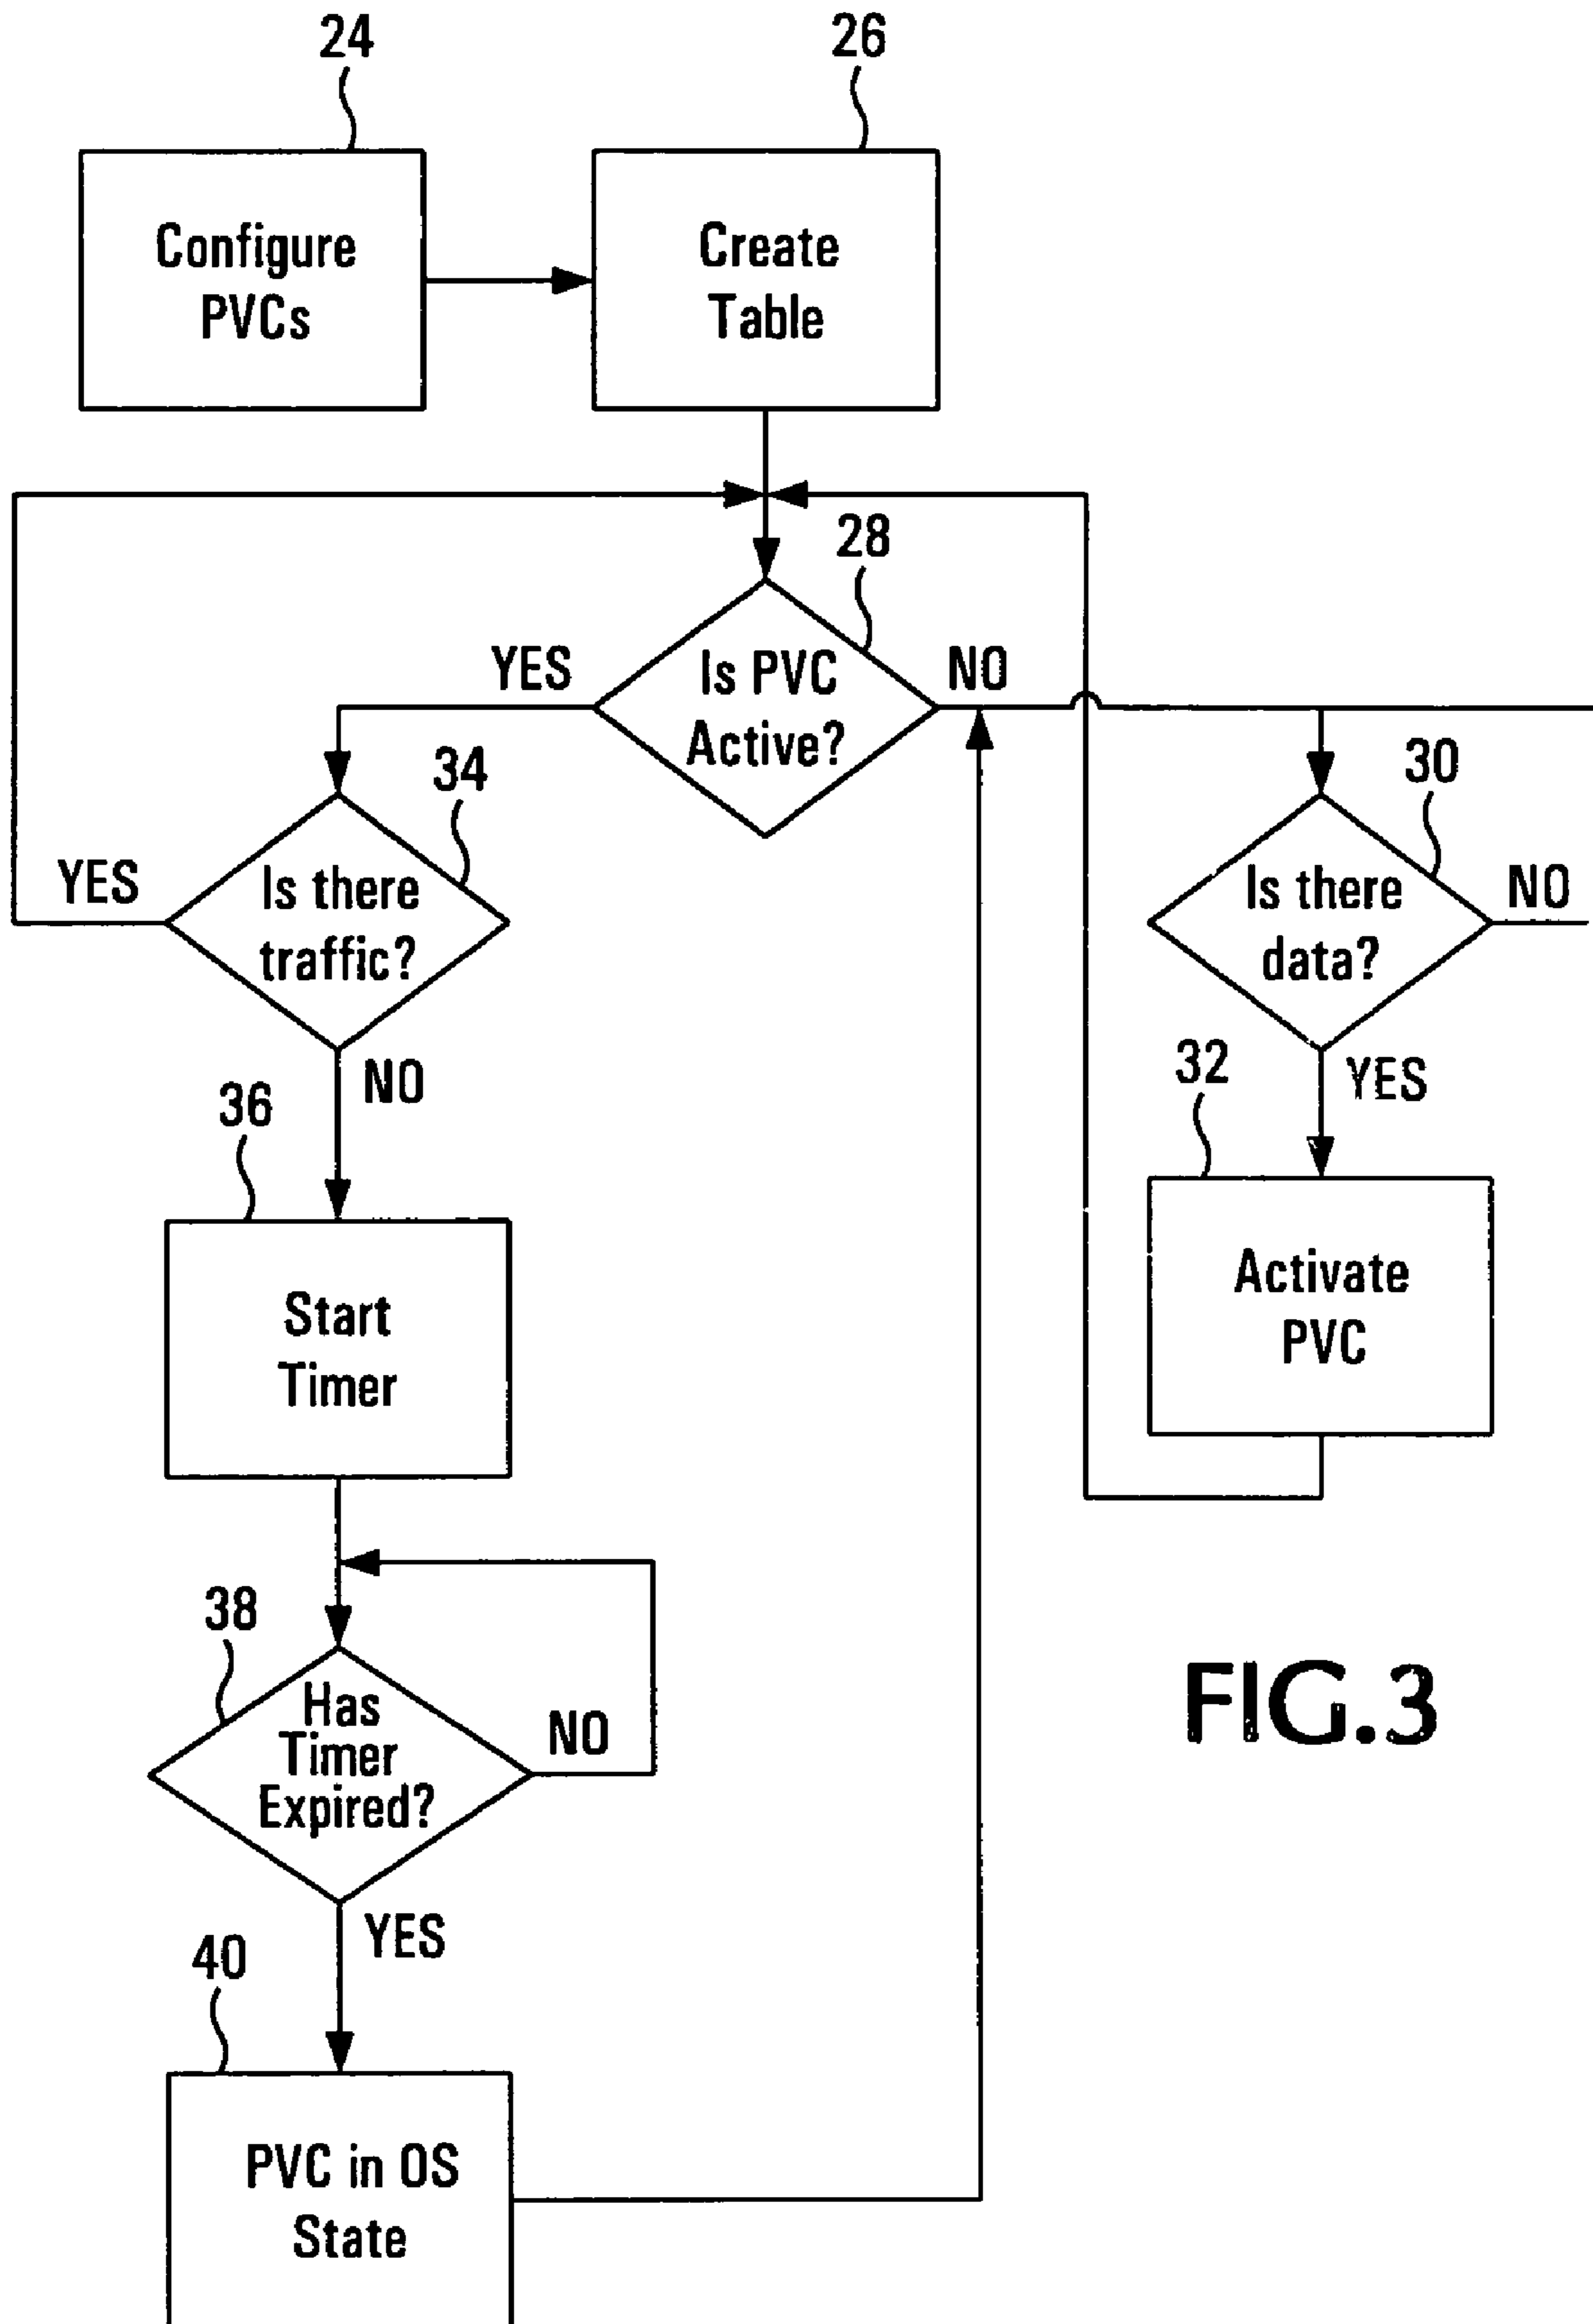 24
26
Configure
PVCs
Create
Table
28
YES
Is PVC
Active?
NO
34
30
YES
Is there
traffic?
Is there
data?
NO
NO
32
YES
36
Start
Timer
Activate
PVC
38
Has
Timer
Expired?
NO
FIG.3
YES
40
PVC in OS
State